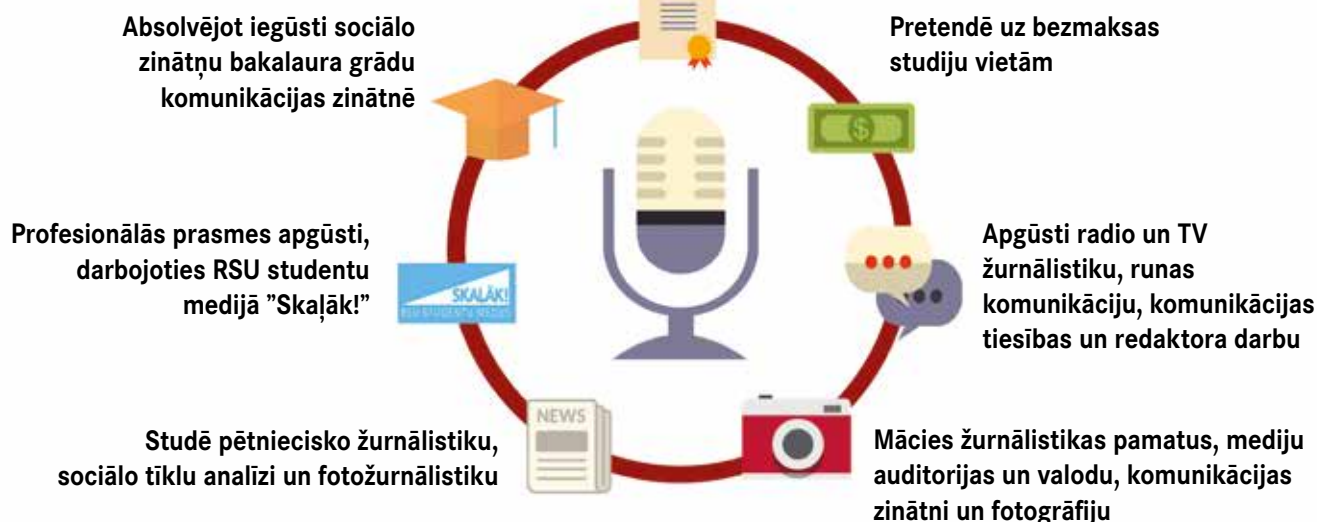 Absolvējot iegūsti sociālo
zinātņu bakalaura grādu
komunikācijas zinātnē
Pretendē uz bezmaksas
studiju vietām
Profesionālās prasmes apgūsti,
darbojoties RSU studentu
medijā ”Skaļāk!”
SKAĻĀK!
RSU STUDENTU MEDIJS
Apgūsti radio un TV
žurnālistiku, runas
komunikāciju, komunikācijas
tiesības un redaktora darbu
NEWS
Studē pētniecisko žurnālistiku,
sociālo tīklu analīzi un fotožurnālistiku
Mācies žurnālistikas pamatus, mediju
auditorijas un valodu, komunikācijas
zinātni un fotogrāfiju